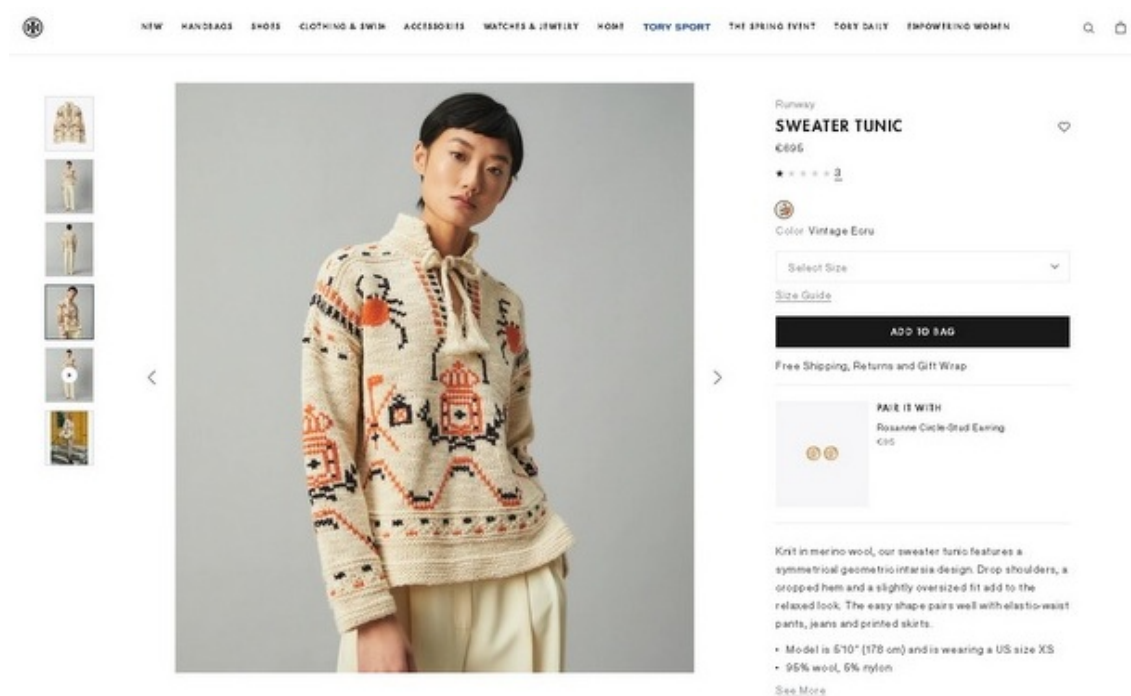 NEW HANDBAGS SHOES CLOTHING & SWIM ACCESSORIES WATCHES & JEWELRY HOME TORY SPORT THE SPRING EVENT TORY DAILY EMPOWERING WOMEN
Runway
SWEATER TUNIC
€695
3
Color Vintage Ecru
Select Size
Size Guide
ADD TO BAG
Free Shipping, Returns and Gift Wrap
PAIR IT WITH
Roxanne Circle-Stud Earring
€95
Knit in merino wool, our sweater tunic features a
symmetrical geometric intarsia design. Drop shoulders, a
cropped hem and a slightly oversized fit add to the
relaxed look. The easy shape pairs well with elastic-waist
pants, jeans and printed skirts.
• Model is 5'10" (178 cm) and is wearing a US size XS
• 95% wool, 5% nylon
See More